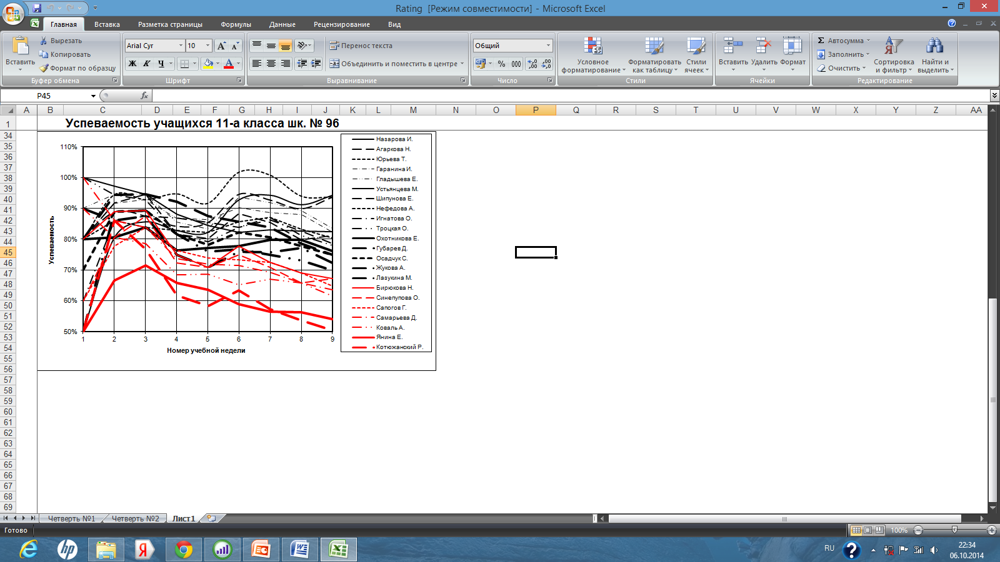 Rating [Режим совместимости] - Microsoft Excel
Главная Вставка Разметка страницы Формулы Данные Рецензирование Вид
Вставить
Вырезать
Копировать
Формат по образцу
Буфер обмена
Arial Cyr 10
Ж К Ч
Шрифт
Перенос текста
Объединить и поместить в центре
Выравнивание
Общий
% 000
Число
Условное форматирование
Форматировать как таблицу
Стили ячеек
Стили
Вставить Удалить Формат
Ячейки
Σ Автосумма
Заполнить
Очистить
Сортировка и фильтр
Найти и выделить
Редактирование
P45
fx
A B C D E F G H I J K L M N O P Q R S T U V W X Y Z AA
1 Успеваемость учащихся 11-а класса шк. № 96
34
35
36
37
38
39
40
41
42
43
44
45
46
47
48
49
50
51
52
53
54
55
56
57
58
59
60
61
62
63
64
65
66
67
68
69
110%
100%
90%
80%
70%
60%
50%
Успеваемость
1 2 3 4 5 6 7 8 9
Номер учебной недели
Назарова И.
Агаркова Н.
Юрьева Т.
Гаранина И.
Гладышева Е.
Устьянцева М.
Шипунова Е.
Нефедова А.
Игнатова О.
Троцкая О.
Охотникова Е.
Губарев Д.
Осадчук С.
Жукова А.
Лазукина М.
Бирюкова Н.
Синепупова О.
Сапогов Г.
Самарьева Д.
Коваль А.
Янина Е.
Котюжанский Р.
Четверть №1 Четверть №2 Лист1
Готово
100%
RU
22:34
06.10.2014